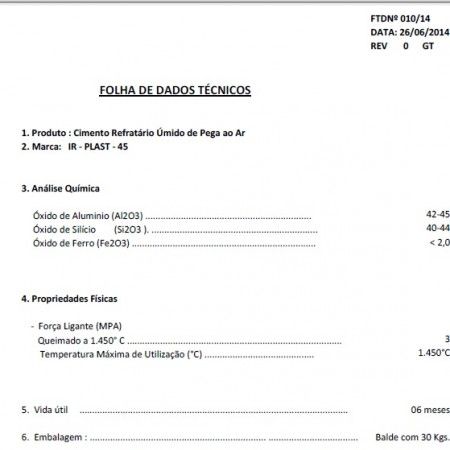 FTDNº 010/14
DATA: 26/06/2014
REV 0 GT
FOLHA DE DADOS TÉCNICOS
1. Produto : Cimento Refratário Úmido de Pega ao Ar
2. Marca: IR - PLAST - 45
3. Análise Química
Óxido de Aluminio (Al2O3) ........................................................ 42-45
Óxido de Silício (SiO3 ). ........................................................ 40-44
Óxido de Ferro (Fe2O3) ........................................................ < 2,0
4. Propriedades Físicas
- Força Ligante (MPA)
Queimado a 1.450° C ........................................................ 3
Temperatura Máxima de Utilização (°C) ...................................... 1.450°C
5. Vida útil ........................................................ 06 meses
6. Embalagem : ........................................................ Balde com 30 Kgs.